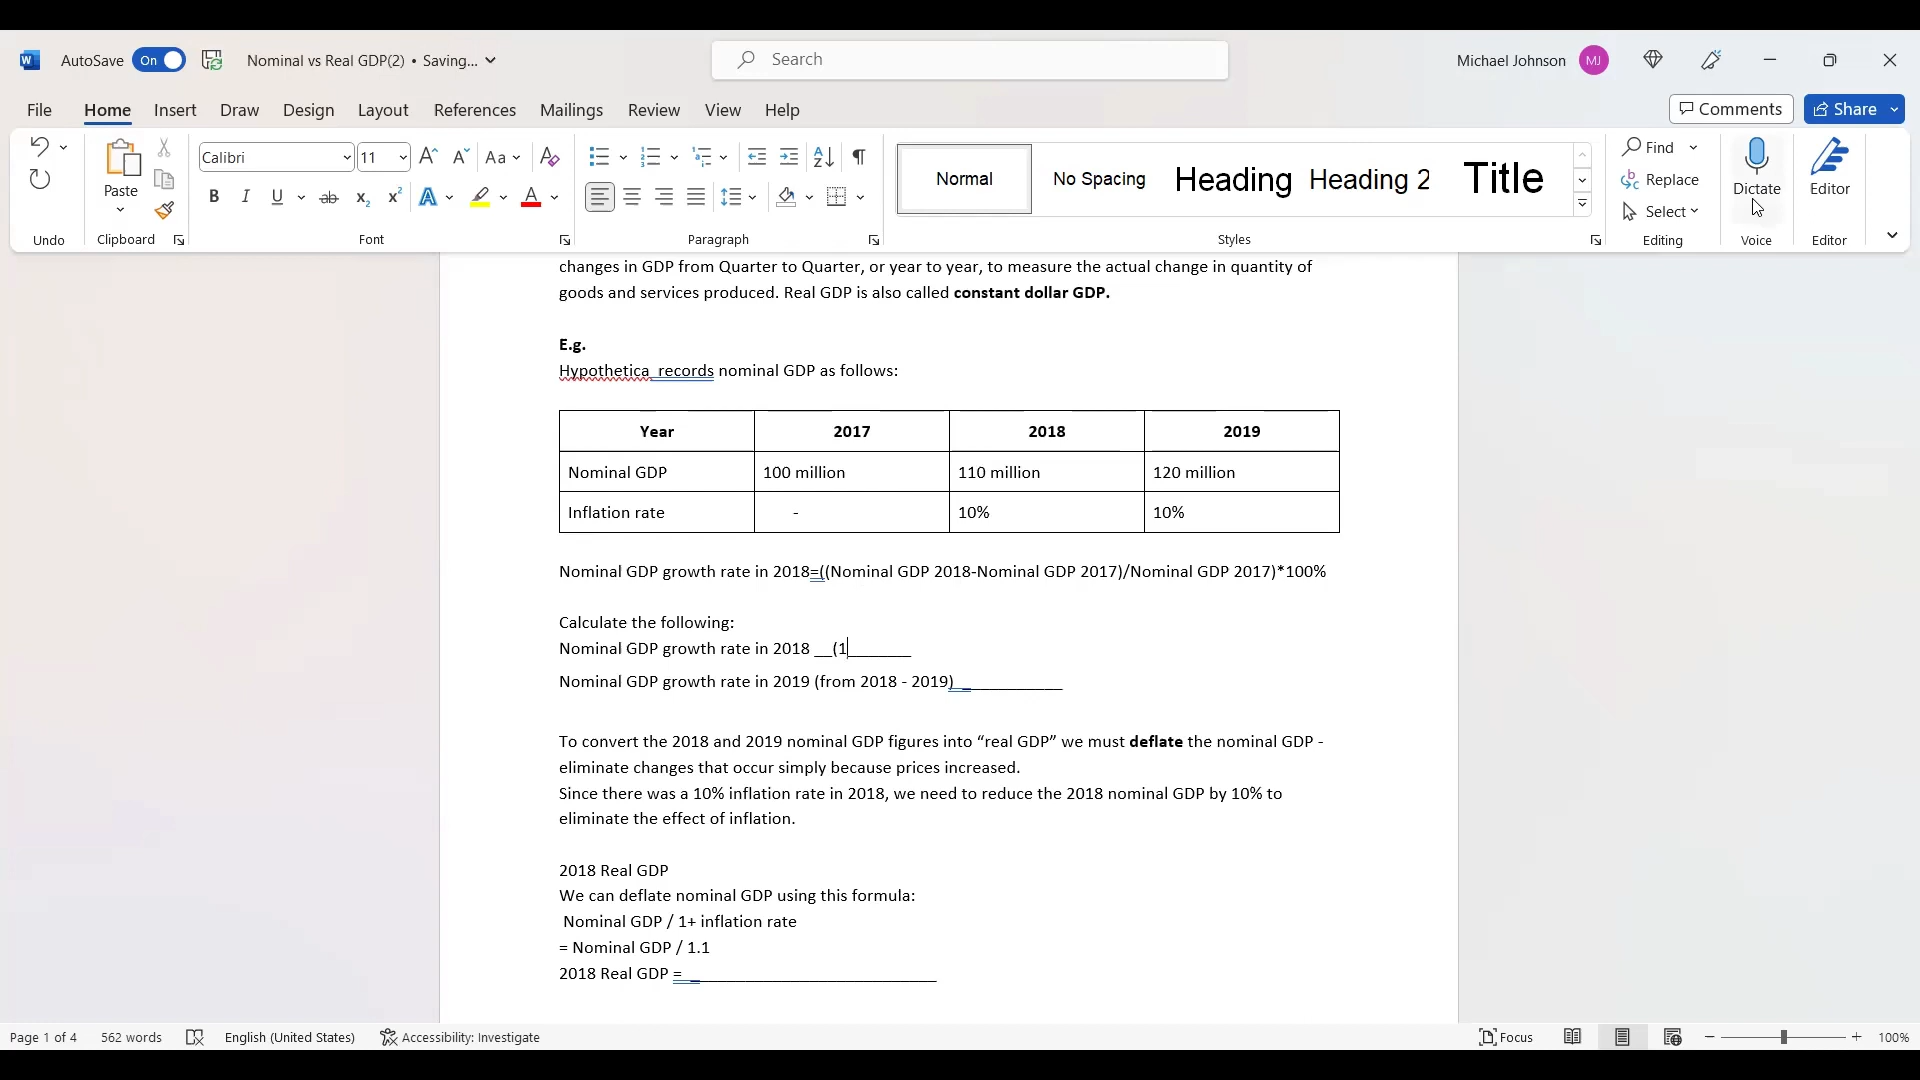 AutoSave On Nominal vs Real GDP(2) • Saving... Search Michael Johnson MJ
File Home Insert Draw Design Layout References Mailings Review View Help Comments Share
Calibri 11 Aa Normal No Spacing Heading Heading 2 Title Find
Paste Replace Dictate Editor
B I U ab x₂ x² A A Select
Undo Clipboard Font Paragraph Styles Editing Voice Editor
changes in GDP from Quarter to Quarter, or year to year, to measure the actual change in quantity of
goods and services produced. Real GDP is also called constant dollar GDP.
E.g.
Hypothetica records nominal GDP as follows:
Year 2017 2018 2019
Nominal GDP 100 million 110 million 120 million
Inflation rate - 10% 10%
Nominal GDP growth rate in 2018=((Nominal GDP 2018-Nominal GDP 2017)/Nominal GDP 2017)*100%
Calculate the following:
Nominal GDP growth rate in 2018 __(1_______
Nominal GDP growth rate in 2019 (from 2018 - 2019) ___________
To convert the 2018 and 2019 nominal GDP figures into “real GDP” we must deflate the nominal GDP -
eliminate changes that occur simply because prices increased.
Since there was a 10% inflation rate in 2018, we need to reduce the 2018 nominal GDP by 10% to
eliminate the effect of inflation.
2018 Real GDP
We can deflate nominal GDP using this formula:
Nominal GDP / 1+ inflation rate
= Nominal GDP / 1.1
2018 Real GDP = ___________________________
Page 1 of 4 562 words English (United States) Accessibility: Investigate Focus 100%